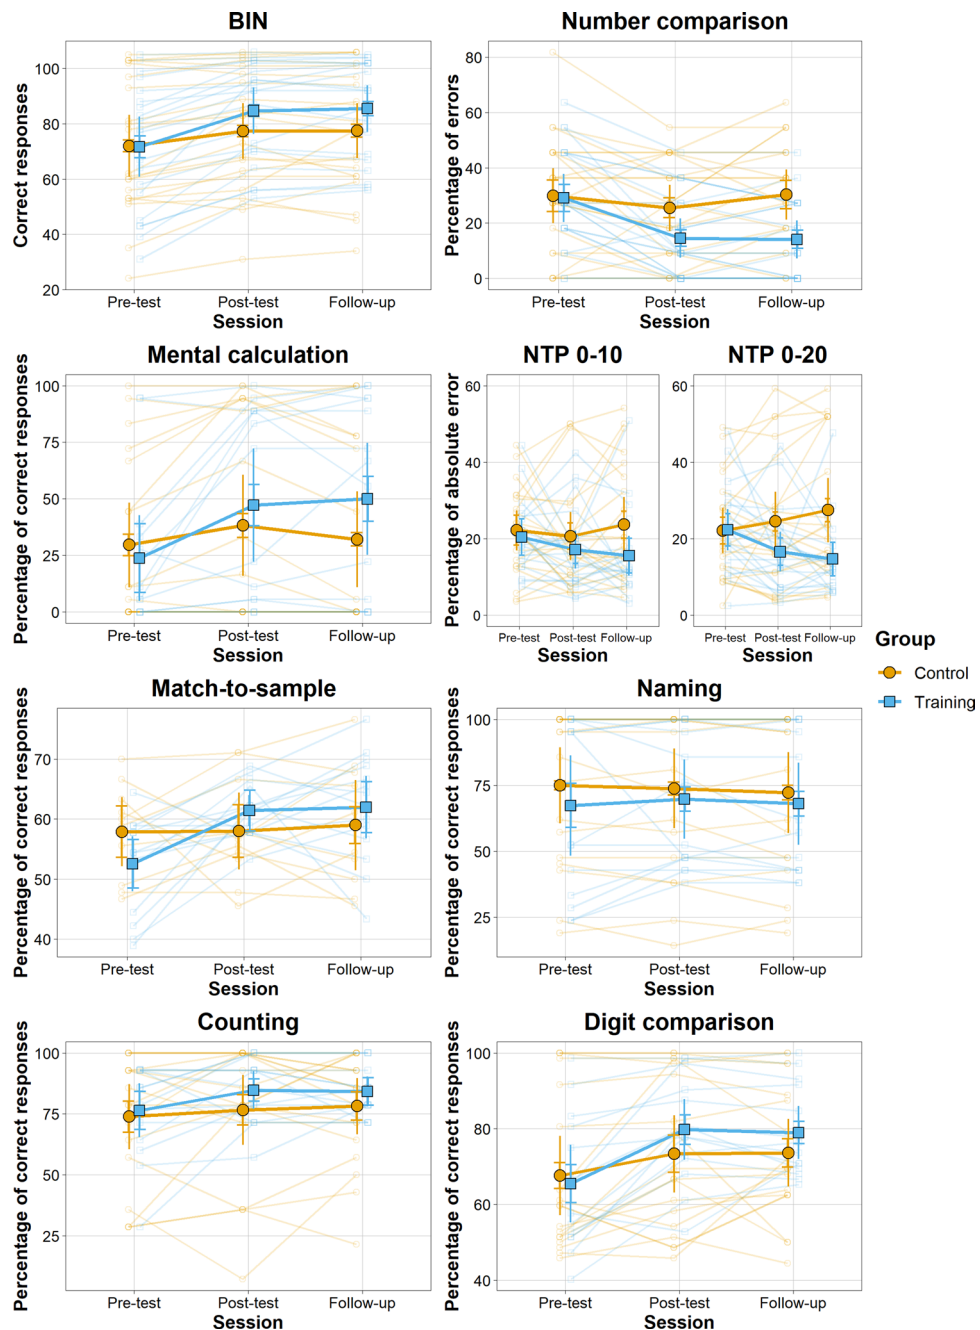 BIN
Correct responses
100
80
60
40
20
Pre-test Post-test Follow-up
Session
Number comparison
Percentage of errors
80
60
40
20
0
Pre-test Post-test Follow-up
Session
Mental calculation
Percentage of correct responses
100
75
50
25
0
Pre-test Post-test Follow-up
Session
NTP 0-10
Percentage of absolute error
60
40
20
0
Pre-test Post-test Follow-up
Session
NTP 0-20
60
40
20
0
Pre-test Post-test Follow-up
Session
Group
Control
Training
Match-to-sample
Percentage of correct responses
70
60
50
40
Pre-test Post-test Follow-up
Session
Naming
Percentage of correct responses
100
75
50
25
Pre-test Post-test Follow-up
Session
Counting
Percentage of correct responses
100
75
50
25
Pre-test Post-test Follow-up
Session
Digit comparison
Percentage of correct responses
100
80
60
40
Pre-test Post-test Follow-up
Session